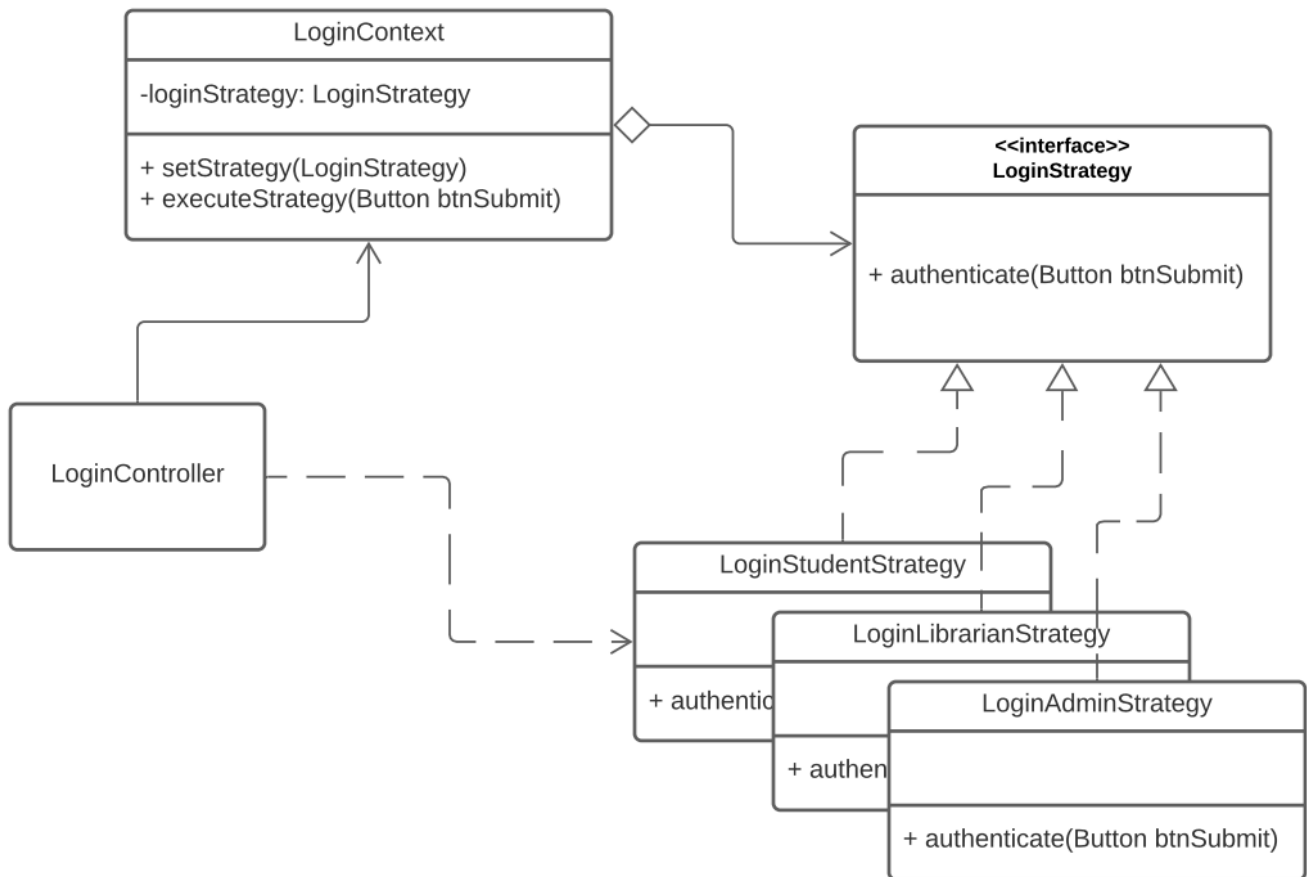 LoginContext
-loginStrategy: LoginStrategy
+ setStrategy(LoginStrategy)
+ executeStrategy(Button btnSubmit)
<<interface>>
LoginStrategy
+ authenticate(Button btnSubmit)
LoginController
LoginStudentStrategy
+ authentic
LoginLibrarianStrategy
+ authen
LoginAdminStrategy
+ authenticate(Button btnSubmit)